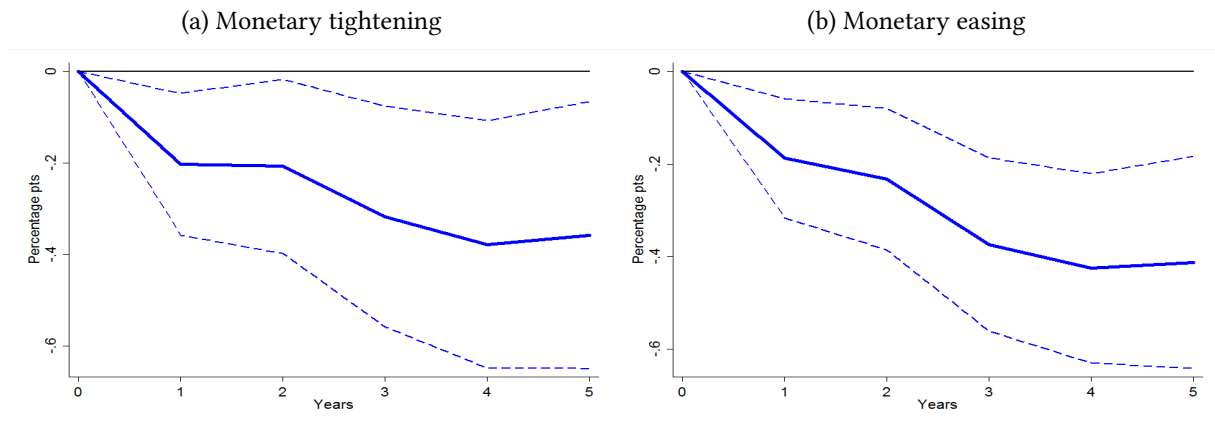 (a) Monetary tightening
Percentage pts
0
-.2
-.4
-.6
0 1 2 3 4 5
Years
(b) Monetary easing
Percentage pts
0
-.2
-.4
-.6
0 1 2 3 4 5
Years